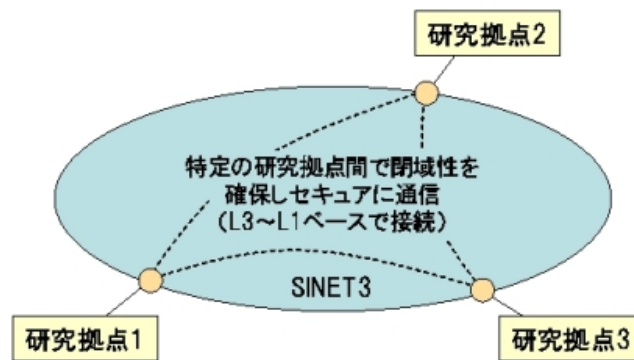 研究拠点2
特定の研究拠点間で閉域性を
確保しセキュアに通信
(L3～L1ベースで接続)
SINET3
研究拠点1
研究拠点3